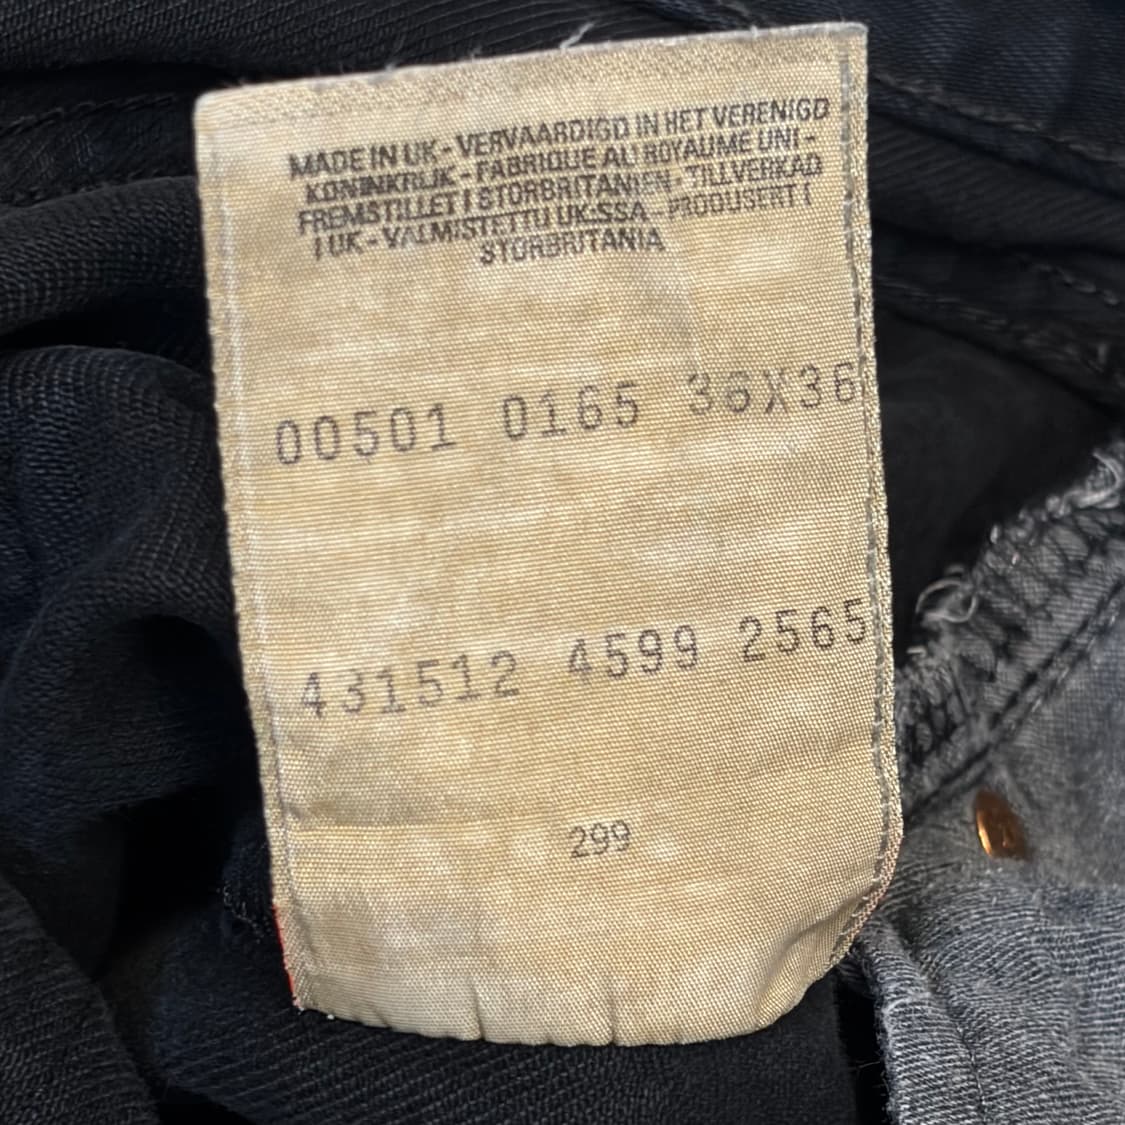 MADE IN UK - VERVAARDIGD IN HET VERENIGD
KONINKRIJK - FABRIQUE AU ROYAUME UNI -
FREMSTILLET I STORBRITANIEN - TILLVERKAD
I UK - VALMISTETTU UK:SSA - PRODUSERT I
STORBRITANIA
00501 0165 36X36
431512 4599 2565
299